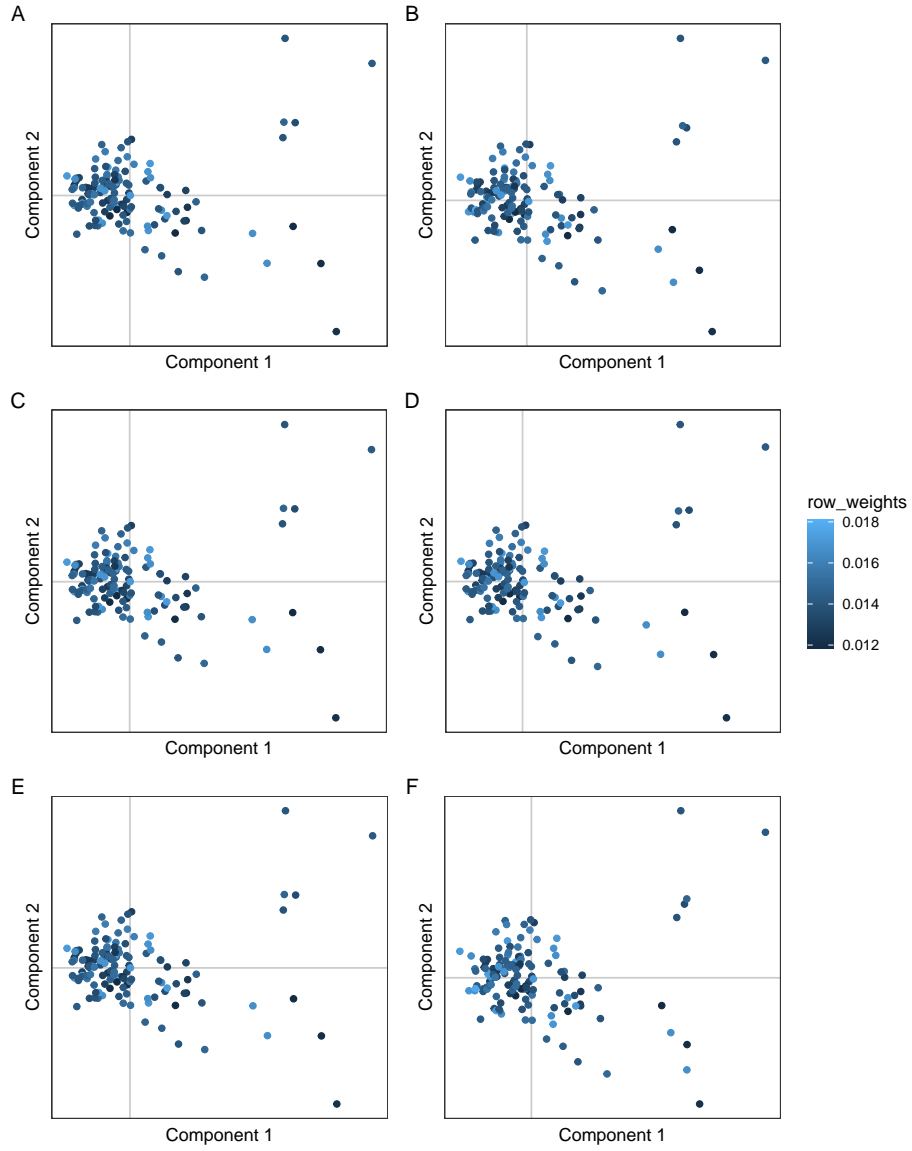 A
B
Component 2
Component 2
Component 1
Component 1
C
D
Component 2
Component 2
Component 1
Component 1
row_weights
0.018
0.016
0.014
0.012
E
F
Component 2
Component 2
Component 1
Component 1